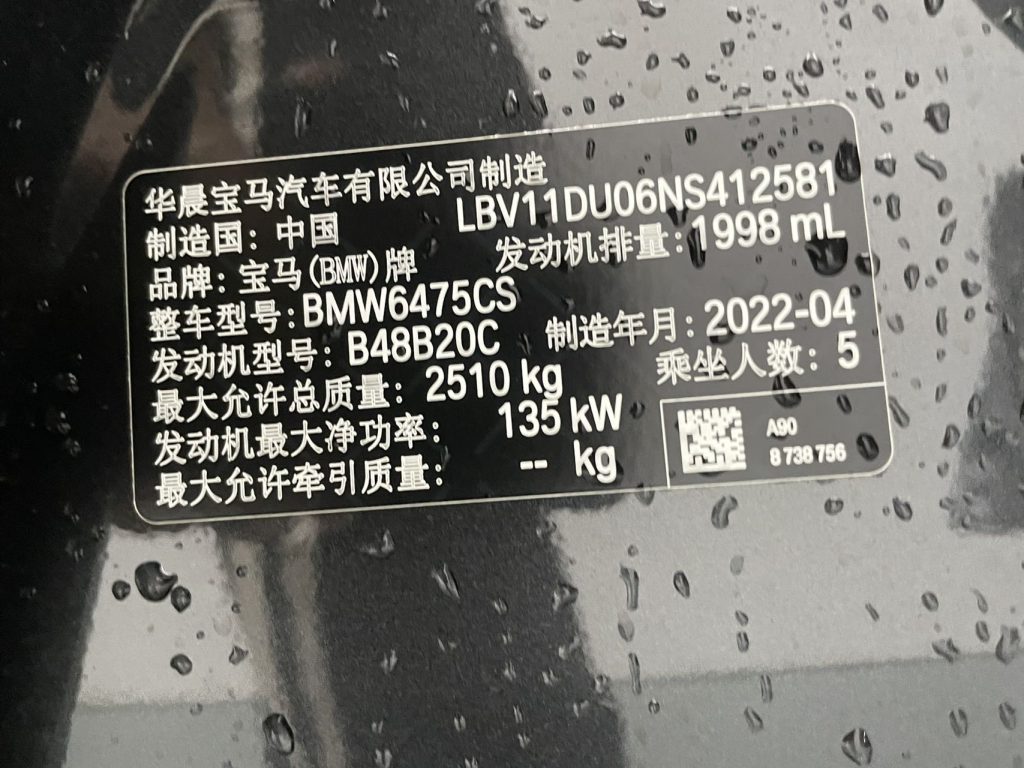 华晨宝马汽车有限公司制造
制造国：中国 LBV11DU06NS412581
品牌：宝马(BMW)牌 发动机排量：1998 mL
整车型号：BMW6475CS
发动机型号：B48B20C 制造年月：2022-04
最大允许总质量：2510 kg 乘坐人数：5
发动机最大净功率：135 kW
最大允许牵引质量：-- kg
A90
8 738 756